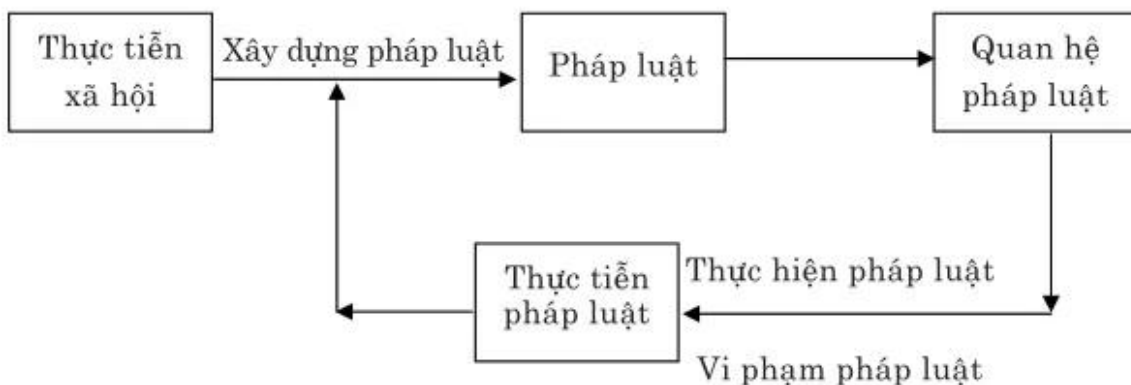 Thực tiễn
xã hội
Xây dựng pháp luật
Pháp luật
Quan hệ
pháp luật
Thực tiễn
pháp luật
Thực hiện pháp luật
Vi phạm pháp luật